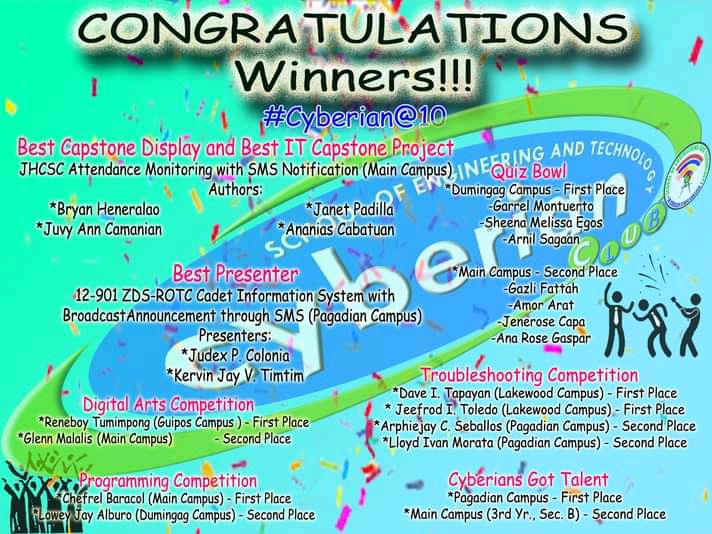 CONGRATULATIONS
Winners!!!
#Cyberian@10
Best Capstone Display and Best IT Capstone Project
JHCSC Attendance Monitoring with SMS Notification (Main Campus)
Authors:
*Bryan Heneralao
*Janet Padilla
*Juvy Ann Camanian
*Ananias Cabatuan
Quiz Bowl
*Dumingag Campus - First Place
-Garrel Montuerto
-Sheena Melissa Egos
-Arnil Sagaan
*Main Campus - Second Place
-Gazli Fattah
-Amor Arat
-Jenerose Capa
-Ana Rose Gaspar
Best Presenter
12-901 ZDS-ROTC Cadet Information System with
BroadcastAnnouncement through SMS (Pagadian Campus)
Presenters:
*Judex P. Colonia
*Kervin Jay V. Timtim
Digital Arts Competition
*Reneboy Tumimpong (Guipos Campus ) - First Place
*Glenn Malalis (Main Campus) - Second Place
Troubleshooting Competition
*Dave I. Tapayan (Lakewood Campus) - First Place
* Jeefrod I. Toledo (Lakewood Campus) - First Place
*Arphiejay C. Seballos (Pagadian Campus) - Second Place
*Lloyd Ivan Morata (Pagadian Campus) - Second Place
Programming Competition
*Chefrel Baracol (Main Campus) - First Place
*Lowey Jay Alburo (Dumingag Campus) - Second Place
Cyberians Got Talent
*Pagadian Campus - First Place
*Main Campus (3rd Yr., Sec. B) - Second Place
SCHOOL OF ENGINEERING AND TECHNOLOGY
Cyberian
CLUB